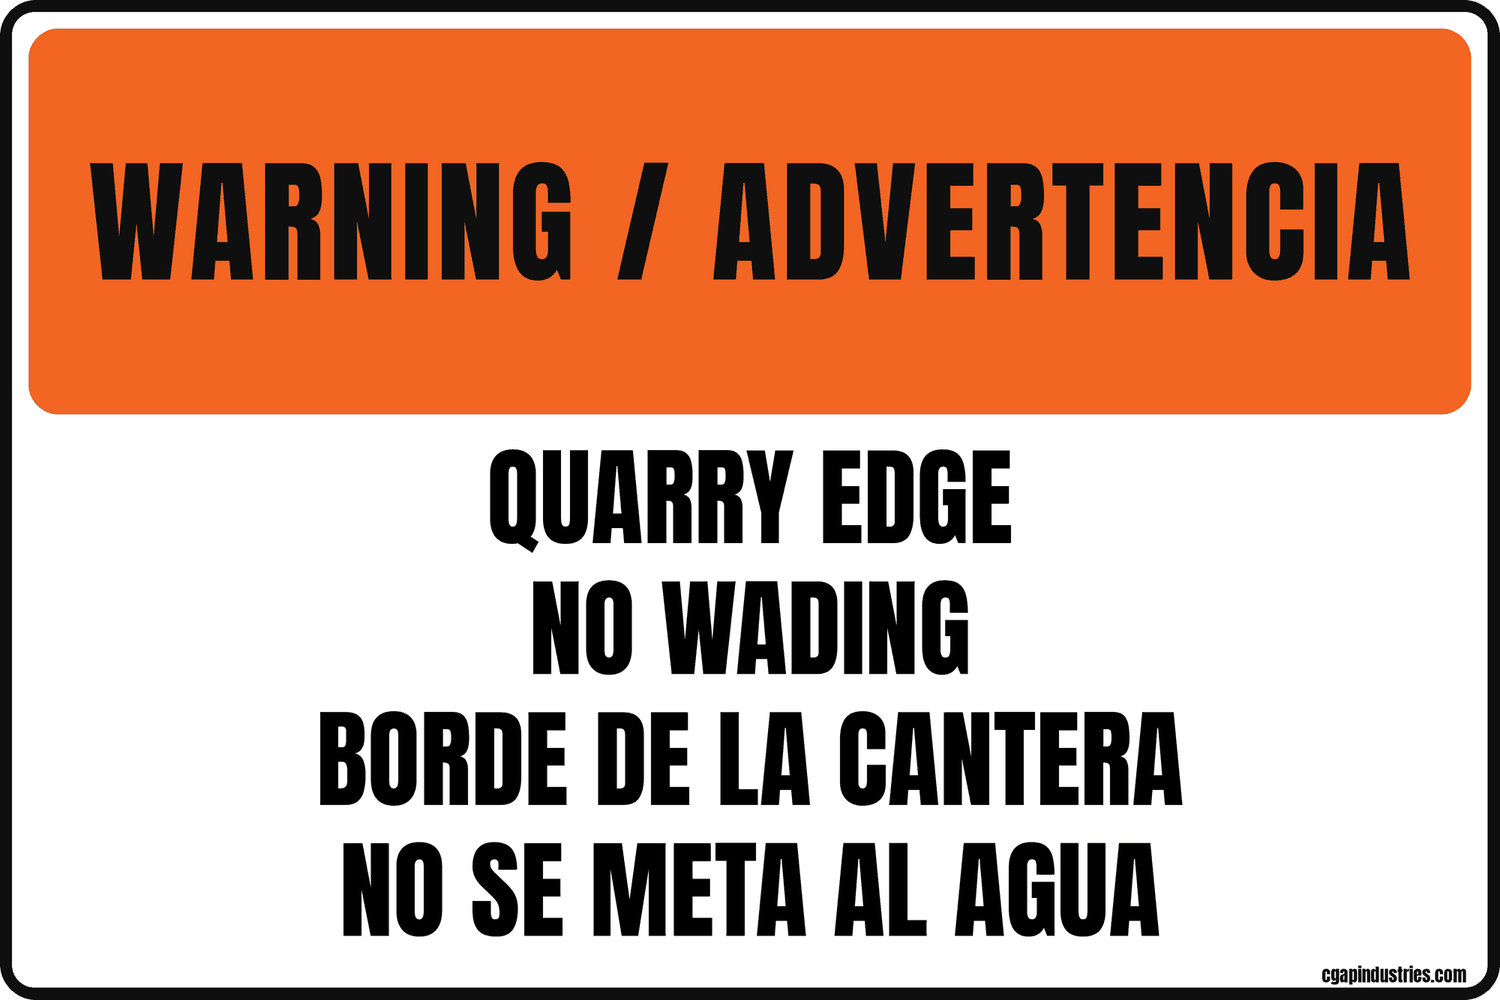 WARNING / ADVERTENCIA
QUARRY EDGE
NO WADING
BORDE DE LA CANTERA
NO SE META AL AGUA
cgapindustries.com